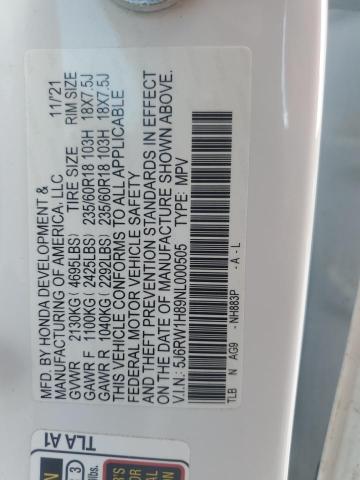 MFD. BY HONDA DEVELOPMENT & 11/21
MANUFACTURING OF AMERICA, LLC
TIRE SIZE RIM SIZE
GVWR 2130KG ( 4695LBS)
GAWR F 1100KG ( 2425LBS) 235/60R18 103H 18X7.5J
GAWR R 1040KG ( 2292LBS) 235/60R18 103H 18X7.5J
THIS VEHICLE CONFORMS TO ALL APPLICABLE
FEDERAL MOTOR VEHICLE SAFETY
AND THEFT PREVENTION STANDARDS IN EFFECT
ON THE DATE OF MANUFACTURE SHOWN ABOVE.
V.I.N.: 5J6RW1H89NL000505 TYPE: MPV
TLB N AG9 - NH883P - A - L
TLA A1